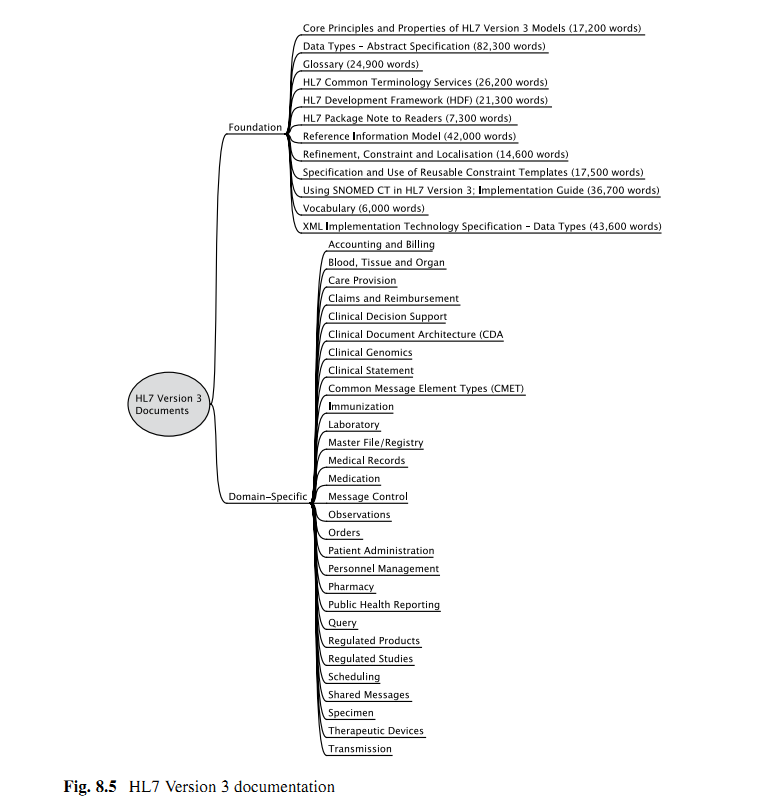 Core Principles and Properties of HL7 Version 3 Models (17,200 words)
Data Types - Abstract Specification (82,300 words)
Glossary (24,900 words)
HL7 Common Terminology Services (26,200 words)
HL7 Development Framework (HDF) (21,300 words)
Foundation
HL7 Package Note to Readers (7,300 words)
Reference Information Model (42,000 words)
Refinement, Constraint and Localisation (14,600 words)
Specification and Use of Reusable Constraint Templates (17,500 words)
Using SNOMED CT in HL7 Version 3; Implementation Guide (36,700 words)
Vocabulary (6,000 words)
XML Implementation Technology Specification - Data Types (43,600 words)
Accounting and Billing
Blood, Tissue and Organ
Care Provision
Claims and Reimbursement
Clinical Decision Support
Clinical Document Architecture (CDA
Clinical Genomics
Clinical Statement
Common Message Element Types (CMET)
HL7 Version 3
Documents
Immunization
Laboratory
Master File/Registry
Medical Records
Medication
Domain-Specific
Message Control
Observations
Orders
Patient Administration
Personnel Management
Pharmacy
Public Health Reporting
Query
Regulated Products
Regulated Studies
Scheduling
Shared Messages
Specimen
Therapeutic Devices
Transmission
Fig. 8.5 HL7 Version 3 documentation